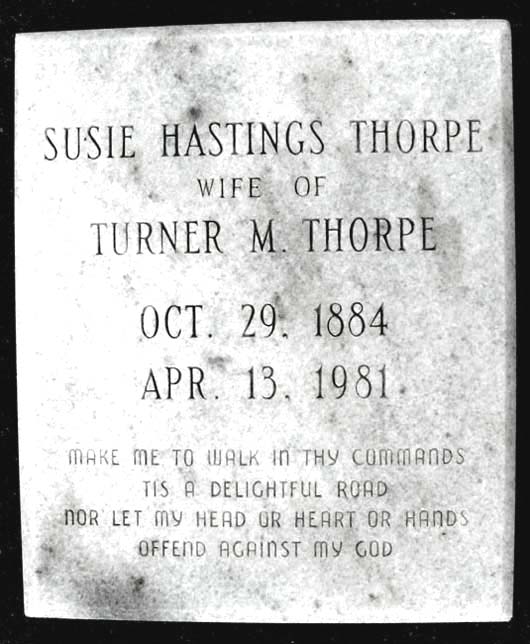 SUSIE HASTINGS THORPE
WIFE OF
TURNER M. THORPE
OCT. 29, 1884
APR. 13, 1981
MAKE ME TO WALK IN THY COMMANDS
TIS A DELIGHTFUL ROAD
NOR LET MY HEAD OR HEART OR HANDS
OFFEND AGAINST MY GOD